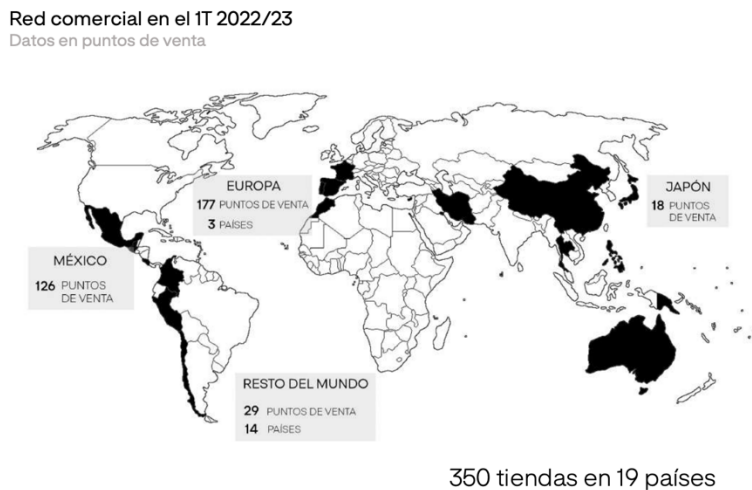 Red comercial en el 1T 2022/23
Datos en puntos de venta
EUROPA
177 PUNTOS DE VENTA
3 PAÍSES
JAPÓN
18 PUNTOS
DE VENTA
MÉXICO
126 PUNTOS
DE VENTA
RESTO DEL MUNDO
29 PUNTOS DE VENTA
14 PAÍSES
350 tiendas en 19 países